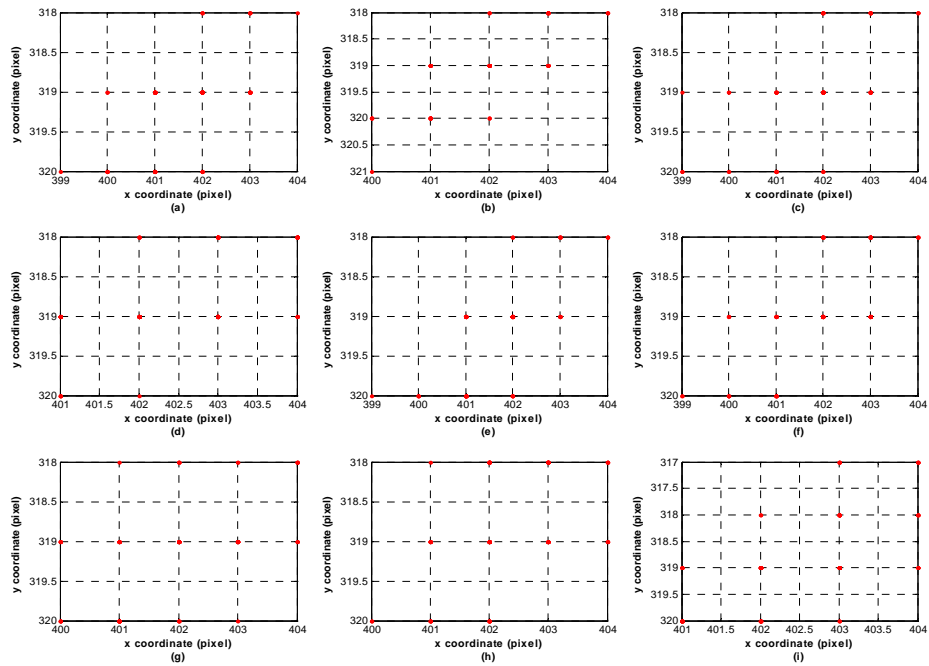 318
318.5
319
319.5
320
399 400 401 402 403 404
y coordinate (pixel)
x coordinate (pixel)
(a)
318
318.5
319
319.5
320
320.5
321
400 401 402 403 404
y coordinate (pixel)
x coordinate (pixel)
(b)
318
318.5
319
319.5
320
399 400 401 402 403 404
y coordinate (pixel)
x coordinate (pixel)
(c)
318
318.5
319
319.5
320
401 401.5 402 402.5 403 403.5 404
y coordinate (pixel)
x coordinate (pixel)
(d)
318
318.5
319
319.5
320
399 400 401 402 403 404
y coordinate (pixel)
x coordinate (pixel)
(e)
318
318.5
319
319.5
320
399 400 401 402 403 404
y coordinate (pixel)
x coordinate (pixel)
(f)
318
318.5
319
319.5
320
400 401 402 403 404
y coordinate (pixel)
x coordinate (pixel)
(g)
318
318.5
319
319.5
320
400 401 402 403 404
y coordinate (pixel)
x coordinate (pixel)
(h)
317
317.5
318
318.5
319
319.5
320
401 401.5 402 402.5 403 403.5 404
y coordinate (pixel)
x coordinate (pixel)
(i)